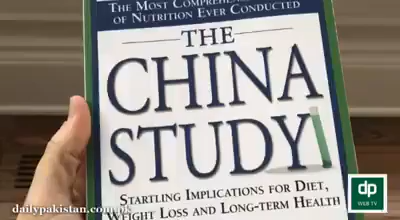 THE MOST COMPREHENS
OF NUTRITION EVER CONDUCTED
THE
CHINA
STUDY
STARTLING IMPLICATIONS FOR DIET,
WEIGHT LOSS AND LONG-TERM HEALTH
dp
WEB TV
dailypakistan.com.pk